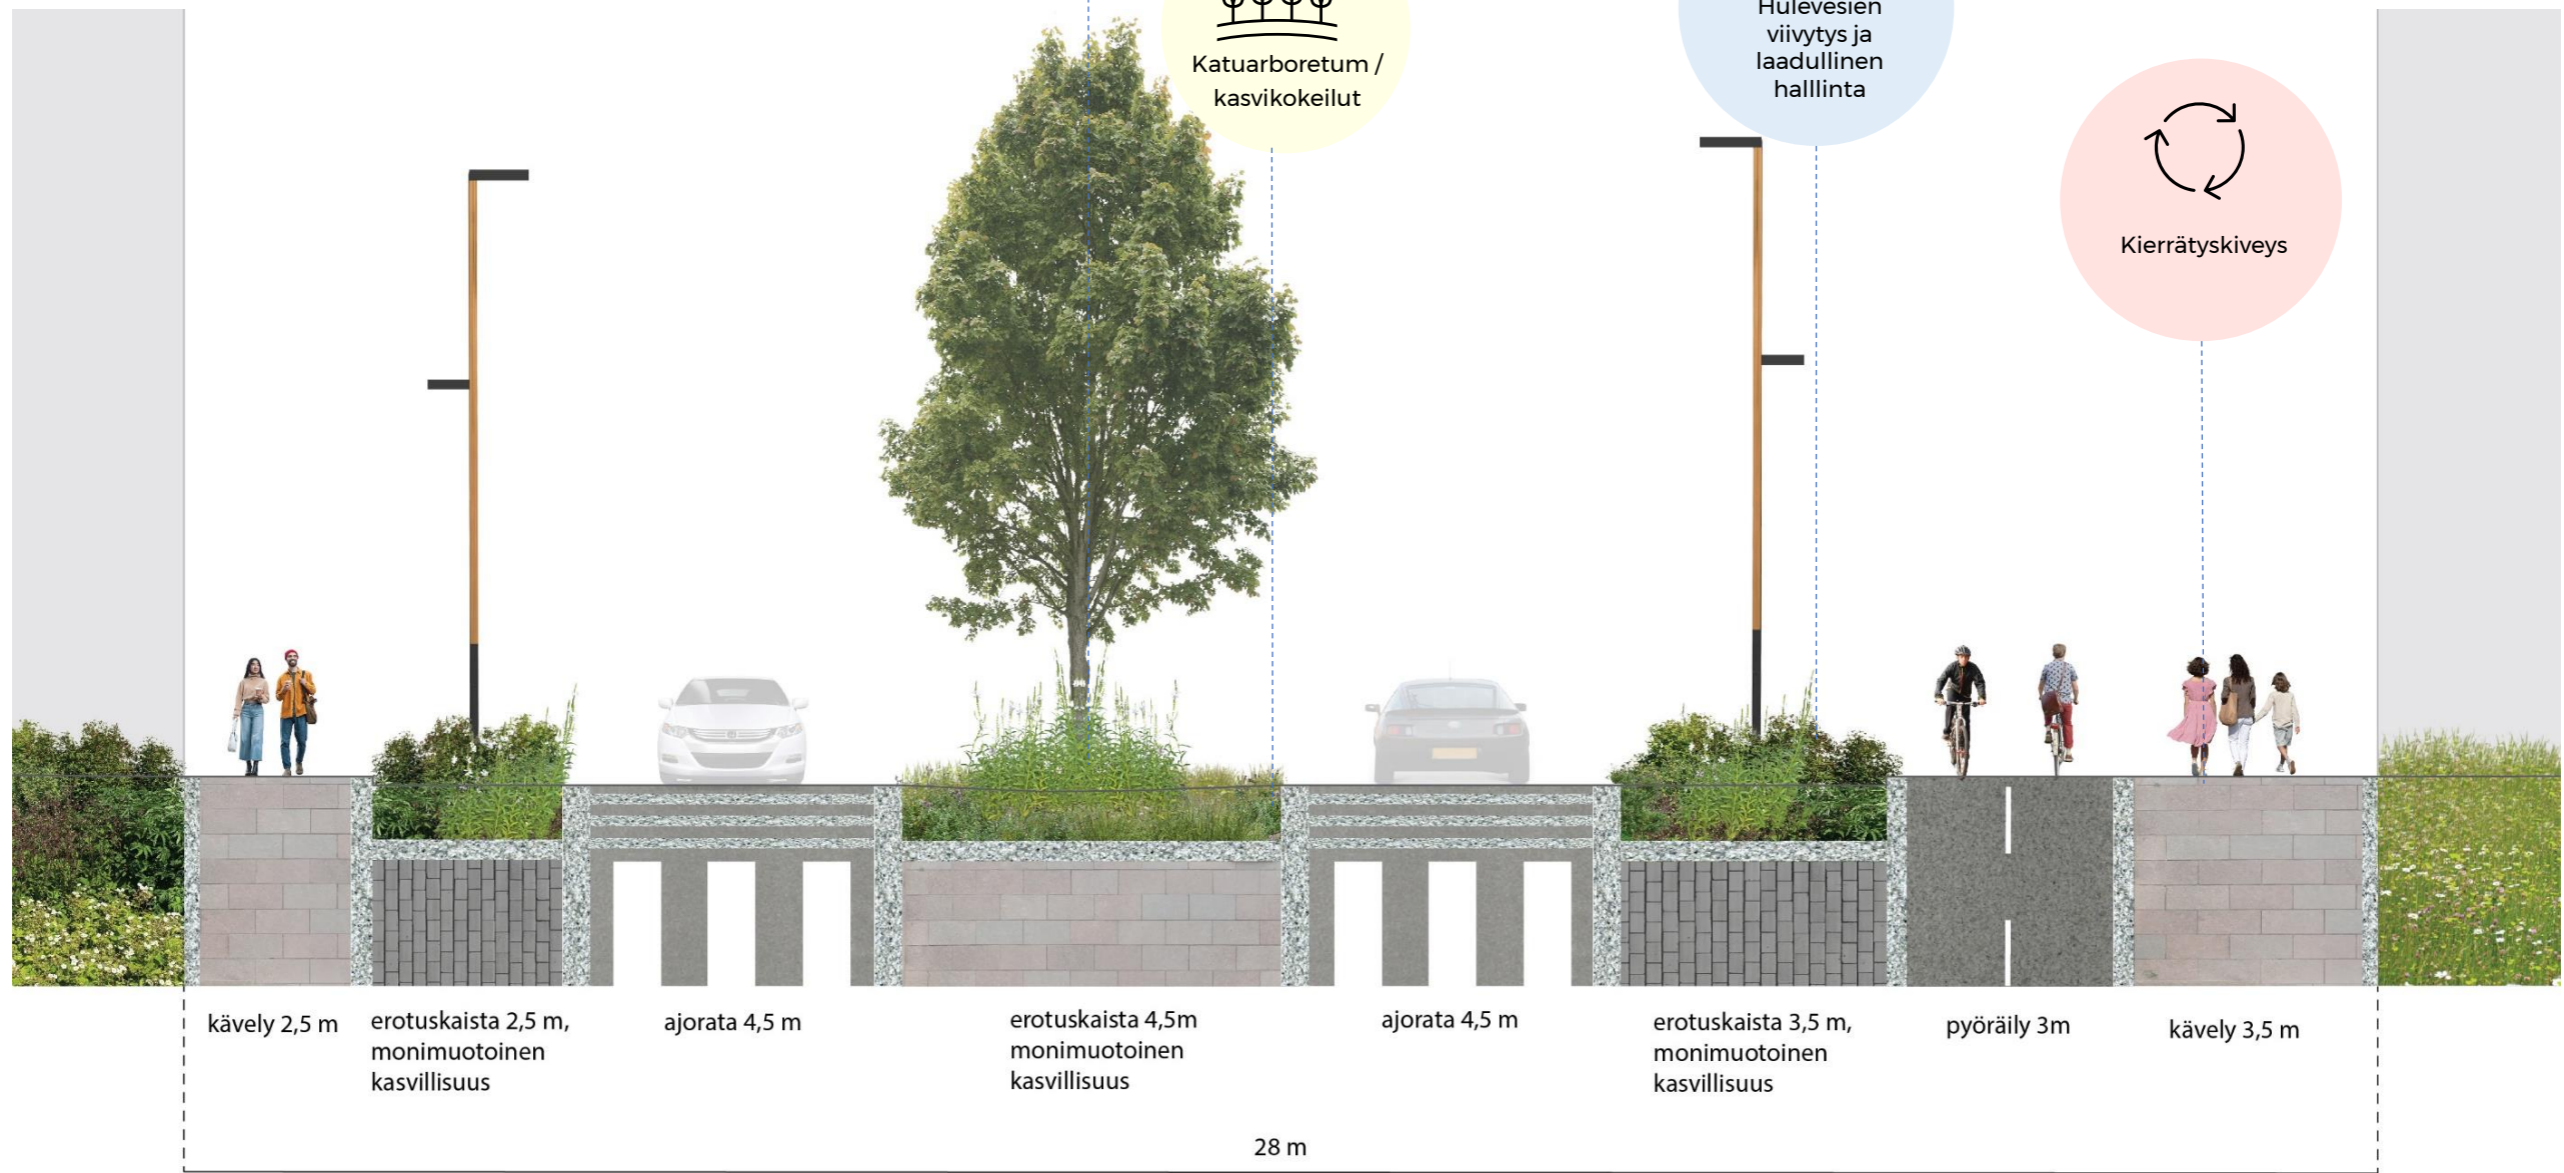 Katuarboretum /
kasvikokeilut
Hulevesien
viivytys ja
laadullinen
halllinta
Kierrätyskiveys
kävely 2,5 m
erotuskaista 2,5 m,
monimuotoinen
kasvillisuus
ajorata 4,5 m
erotuskaista 4,5m
monimuotoinen
kasvillisuus
ajorata 4,5 m
erotuskaista 3,5 m,
monimuotoinen
kasvillisuus
pyöräily 3m
kävely 3,5 m
28 m